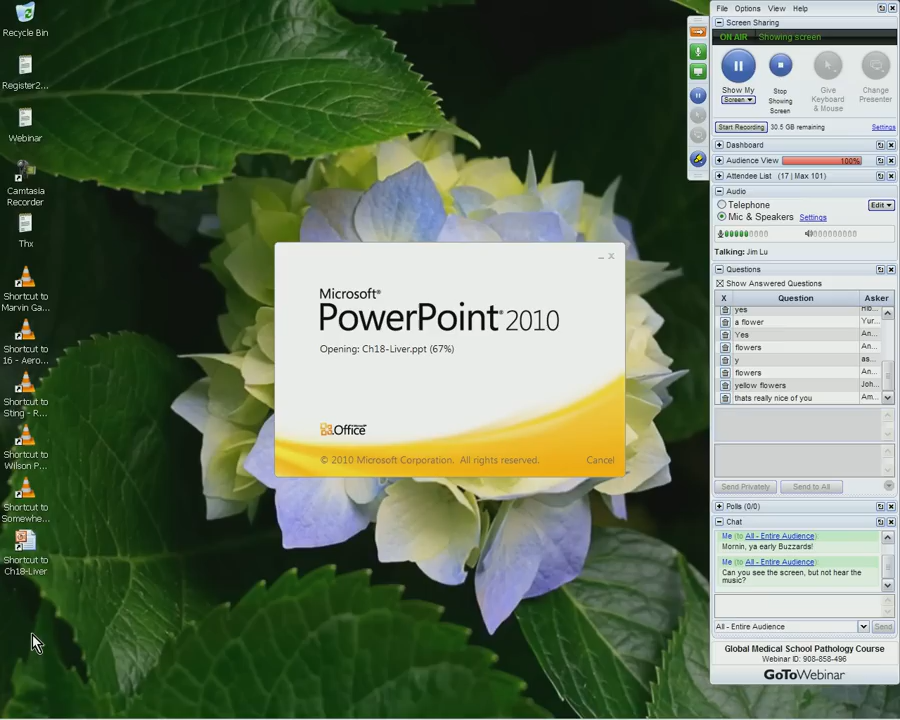 Recycle Bin
Register2...
Webinar
Camtasia
Recorder
Thx
Shortcut to
Marvin Ga...
Shortcut to
16 - Aero...
Shortcut to
Sting - R...
Shortcut to
Wilson P...
Shortcut to
Somewhe...
Shortcut to
Ch18-Liver
Microsoft®
PowerPoint® 2010
Opening: Ch18-Liver.ppt (67%)
Office
© 2010 Microsoft Corporation. All rights reserved.
Cancel
File Options View Help
Screen Sharing
ON AIR Showing screen
Show My
Screen
Stop
Showing
Screen
Give
Keyboard
& Mouse
Change
Presenter
Start Recording 30.5 GB remaining Settings
Dashboard
Audience View 100%
Attendee List (17 | Max 101)
Audio
Telephone Edit
Mic & Speakers Settings
Talking: Jim Lu
Questions
Show Answered Questions
X Question Asker
yes
a flower Yur...
Yes An...
flowers An...
y as...
flowers An...
yellow flowers Joh...
thats really nice of you Am...
Send Privately Send to All
Polls (0/0)
Chat
Me (to All - Entire Audience):
Mornin, ya early Buzzards!
Me (to All - Entire Audience):
Can you see the screen, but not hear the
music?
All - Entire Audience Send
Global Medical School Pathology Course
Webinar ID: 908-858-496
GoToWebinar